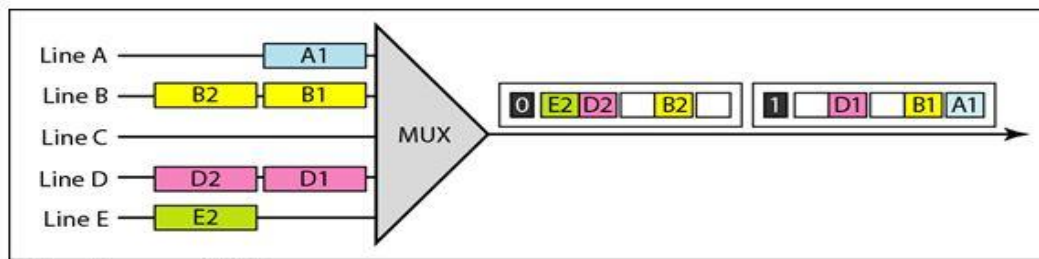 Line A A1
Line B B2 B1
Line C
Line D D2 D1
Line E E2
MUX
0 E2 D2 B2
1 D1 B1 A1